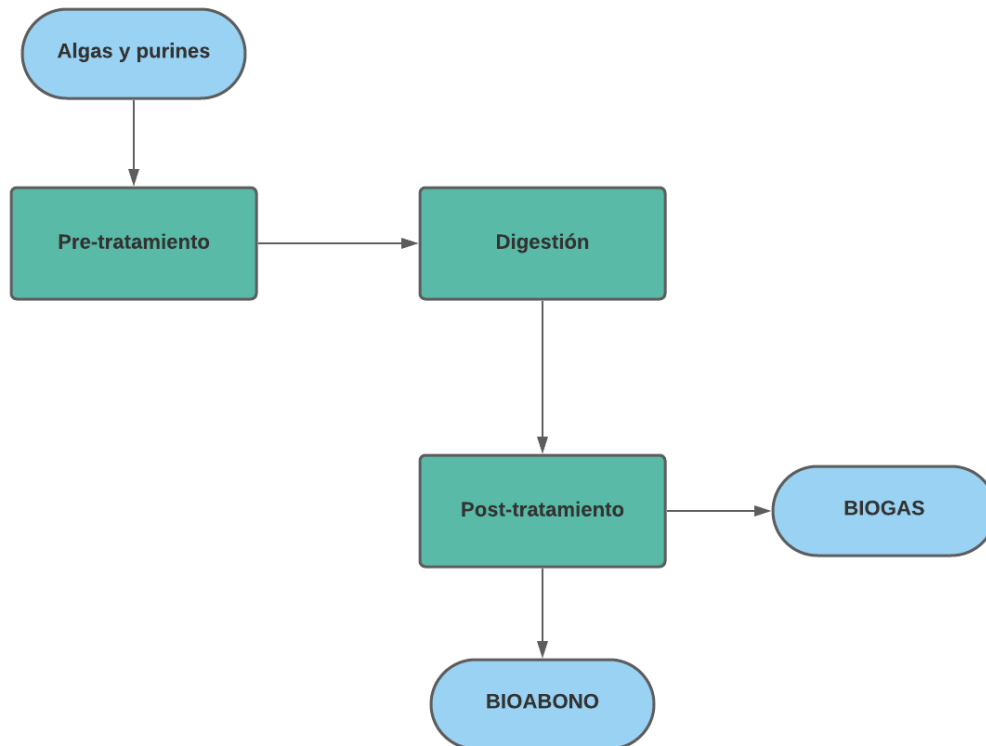 Algas y purines
Pre-tratamiento
Digestión
Post-tratamiento
BIOGAS
BIOABONO